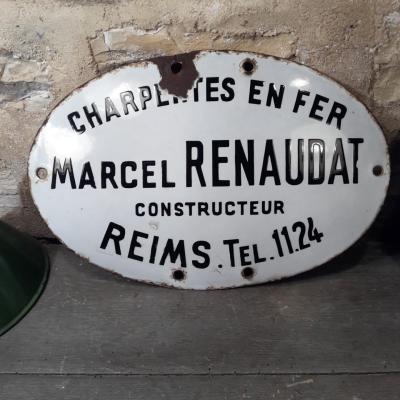 CHARPENTES EN FER
MARCEL RENAUDAT
CONSTRUCTEUR
REIMS. TEL. 11.24